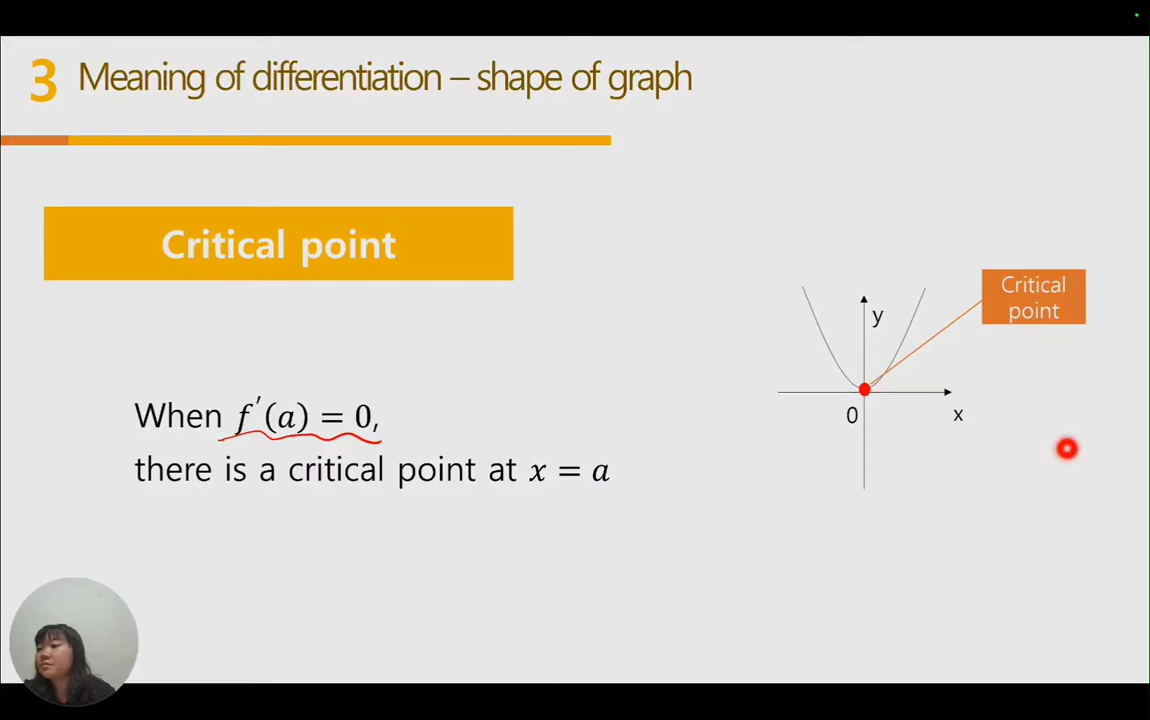 3 Meaning of differentiation – shape of graph
Critical point
When f′(a) = 0,
there is a critical point at x = a
Critical
point
y
0
x